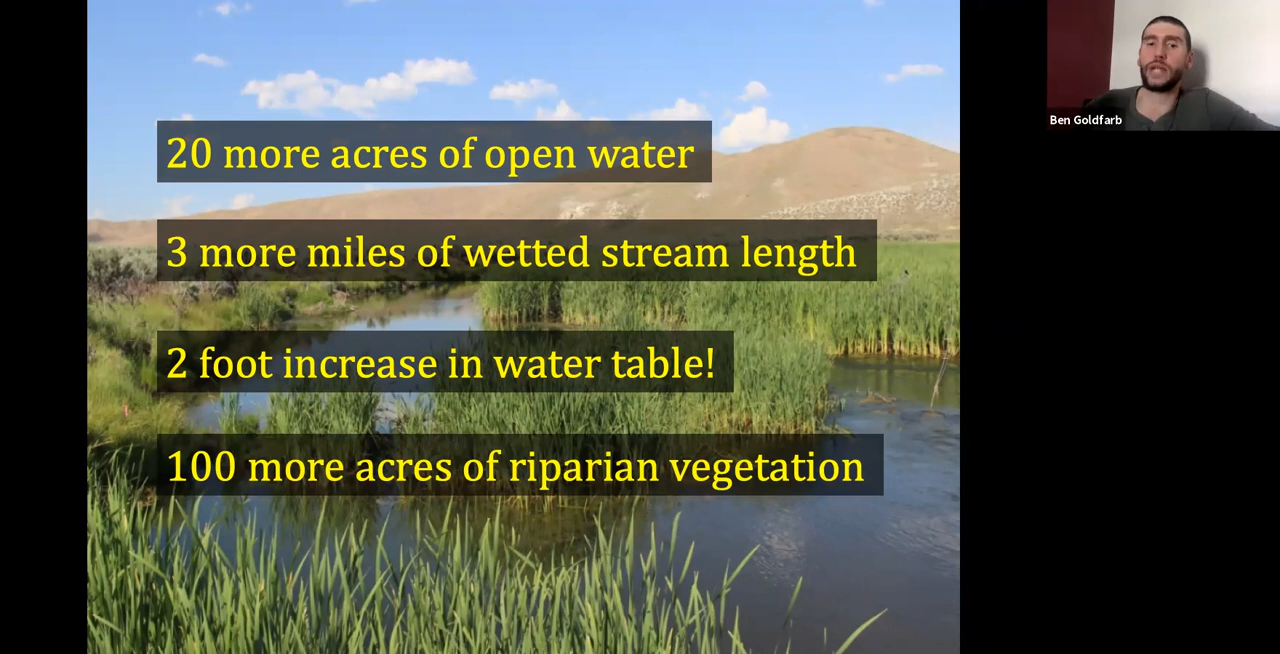 20 more acres of open water
3 more miles of wetted stream length
2 foot increase in water table!
100 more acres of riparian vegetation
Ben Goldfarb